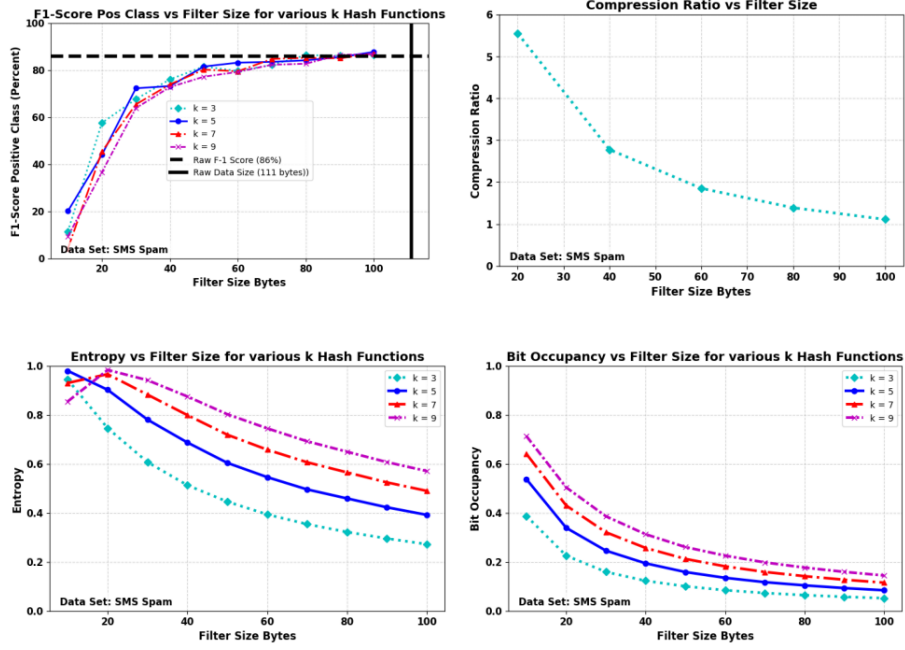 F1-Score Pos Class vs Filter Size for various k Hash Functions
F1-Score Positive Class (Percent)
100
80
60
40
20
0
k = 3
k = 5
k = 7
k = 9
Raw F-1 Score (86%)
Raw Data Size (111 bytes))
Data Set: SMS Spam
20 40 60 80 100
Filter Size Bytes
Compression Ratio vs Filter Size
Compression Ratio
6
5
4
3
2
1
0
Data Set: SMS Spam
20 30 40 50 60 70 80 90 100
Filter Size Bytes
Entropy vs Filter Size for various k Hash Functions
Entropy
1.0
0.8
0.6
0.4
0.2
0.0
k = 3
k = 5
k = 7
k = 9
Data Set: SMS Spam
20 40 60 80 100
Filter Size Bytes
Bit Occupancy vs Filter Size for various k Hash Functions
Bit Occupancy
1.0
0.8
0.6
0.4
0.2
0.0
k = 3
k = 5
k = 7
k = 9
Data Set: SMS Spam
20 40 60 80 100
Filter Size Bytes